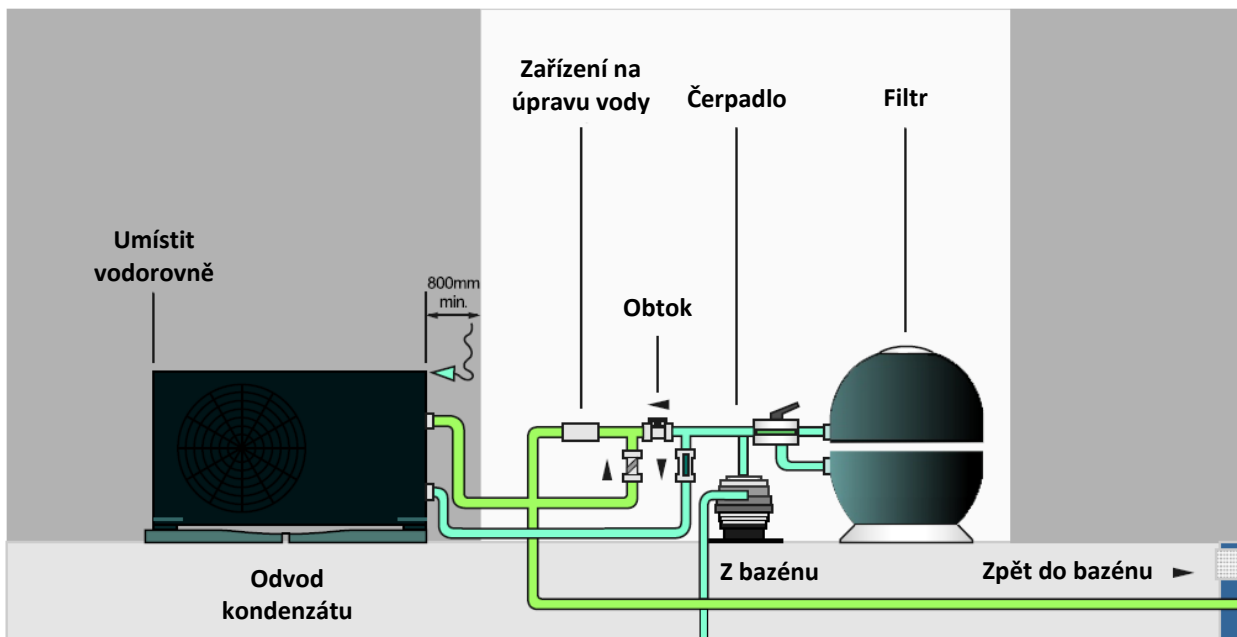 Zařízení na
úpravu vody
Čerpadlo
Filtr
Umístit
vodorovně
800mm
min.
Obtok
Odvod
kondenzátu
Z bazénu
Zpět do bazénu